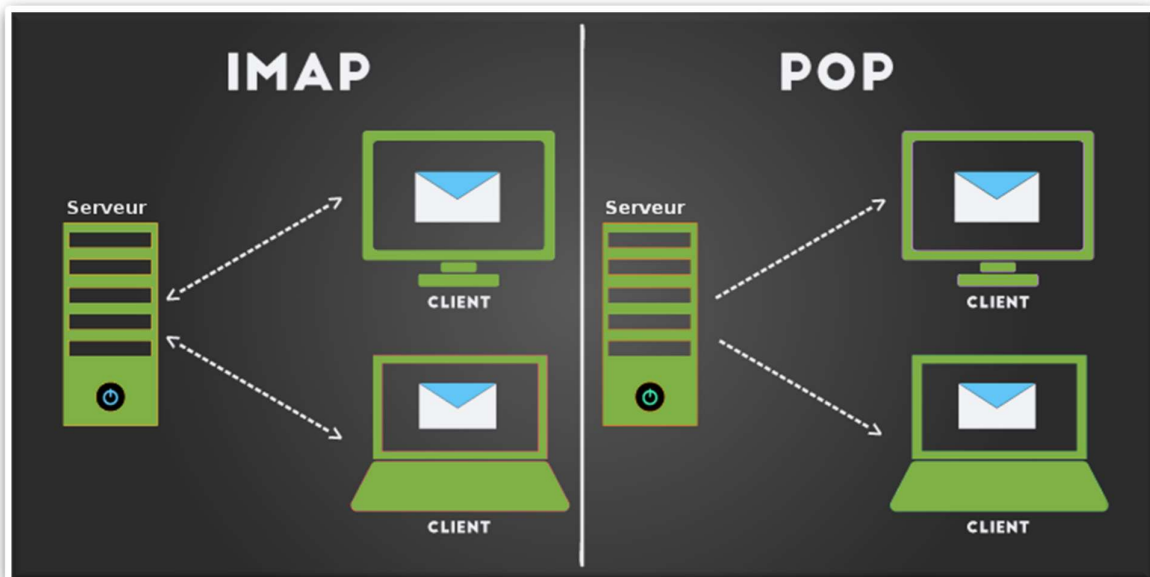 IMAP
Serveur
CLIENT
CLIENT
POP
Serveur
CLIENT
CLIENT